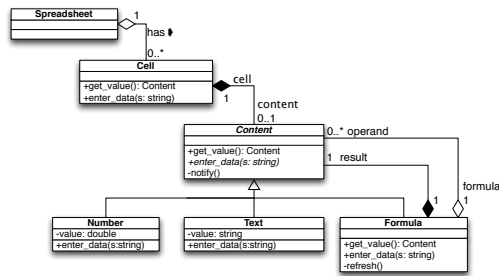 Spreadsheet
1
has
0..*
Cell
+get_value(): Content
+enter_data(s: string)
cell
1
content
0..1
Content
+get_value(): Content
+enter_data(s: string)
-notify()
0..* operand
1 result
formula
1
1
Number
-value: double
+enter_data(s:string)
Text
-value: string
+enter_data(s:string)
Formula
+get_value(): Content
+enter_data(s: string)
-refresh()